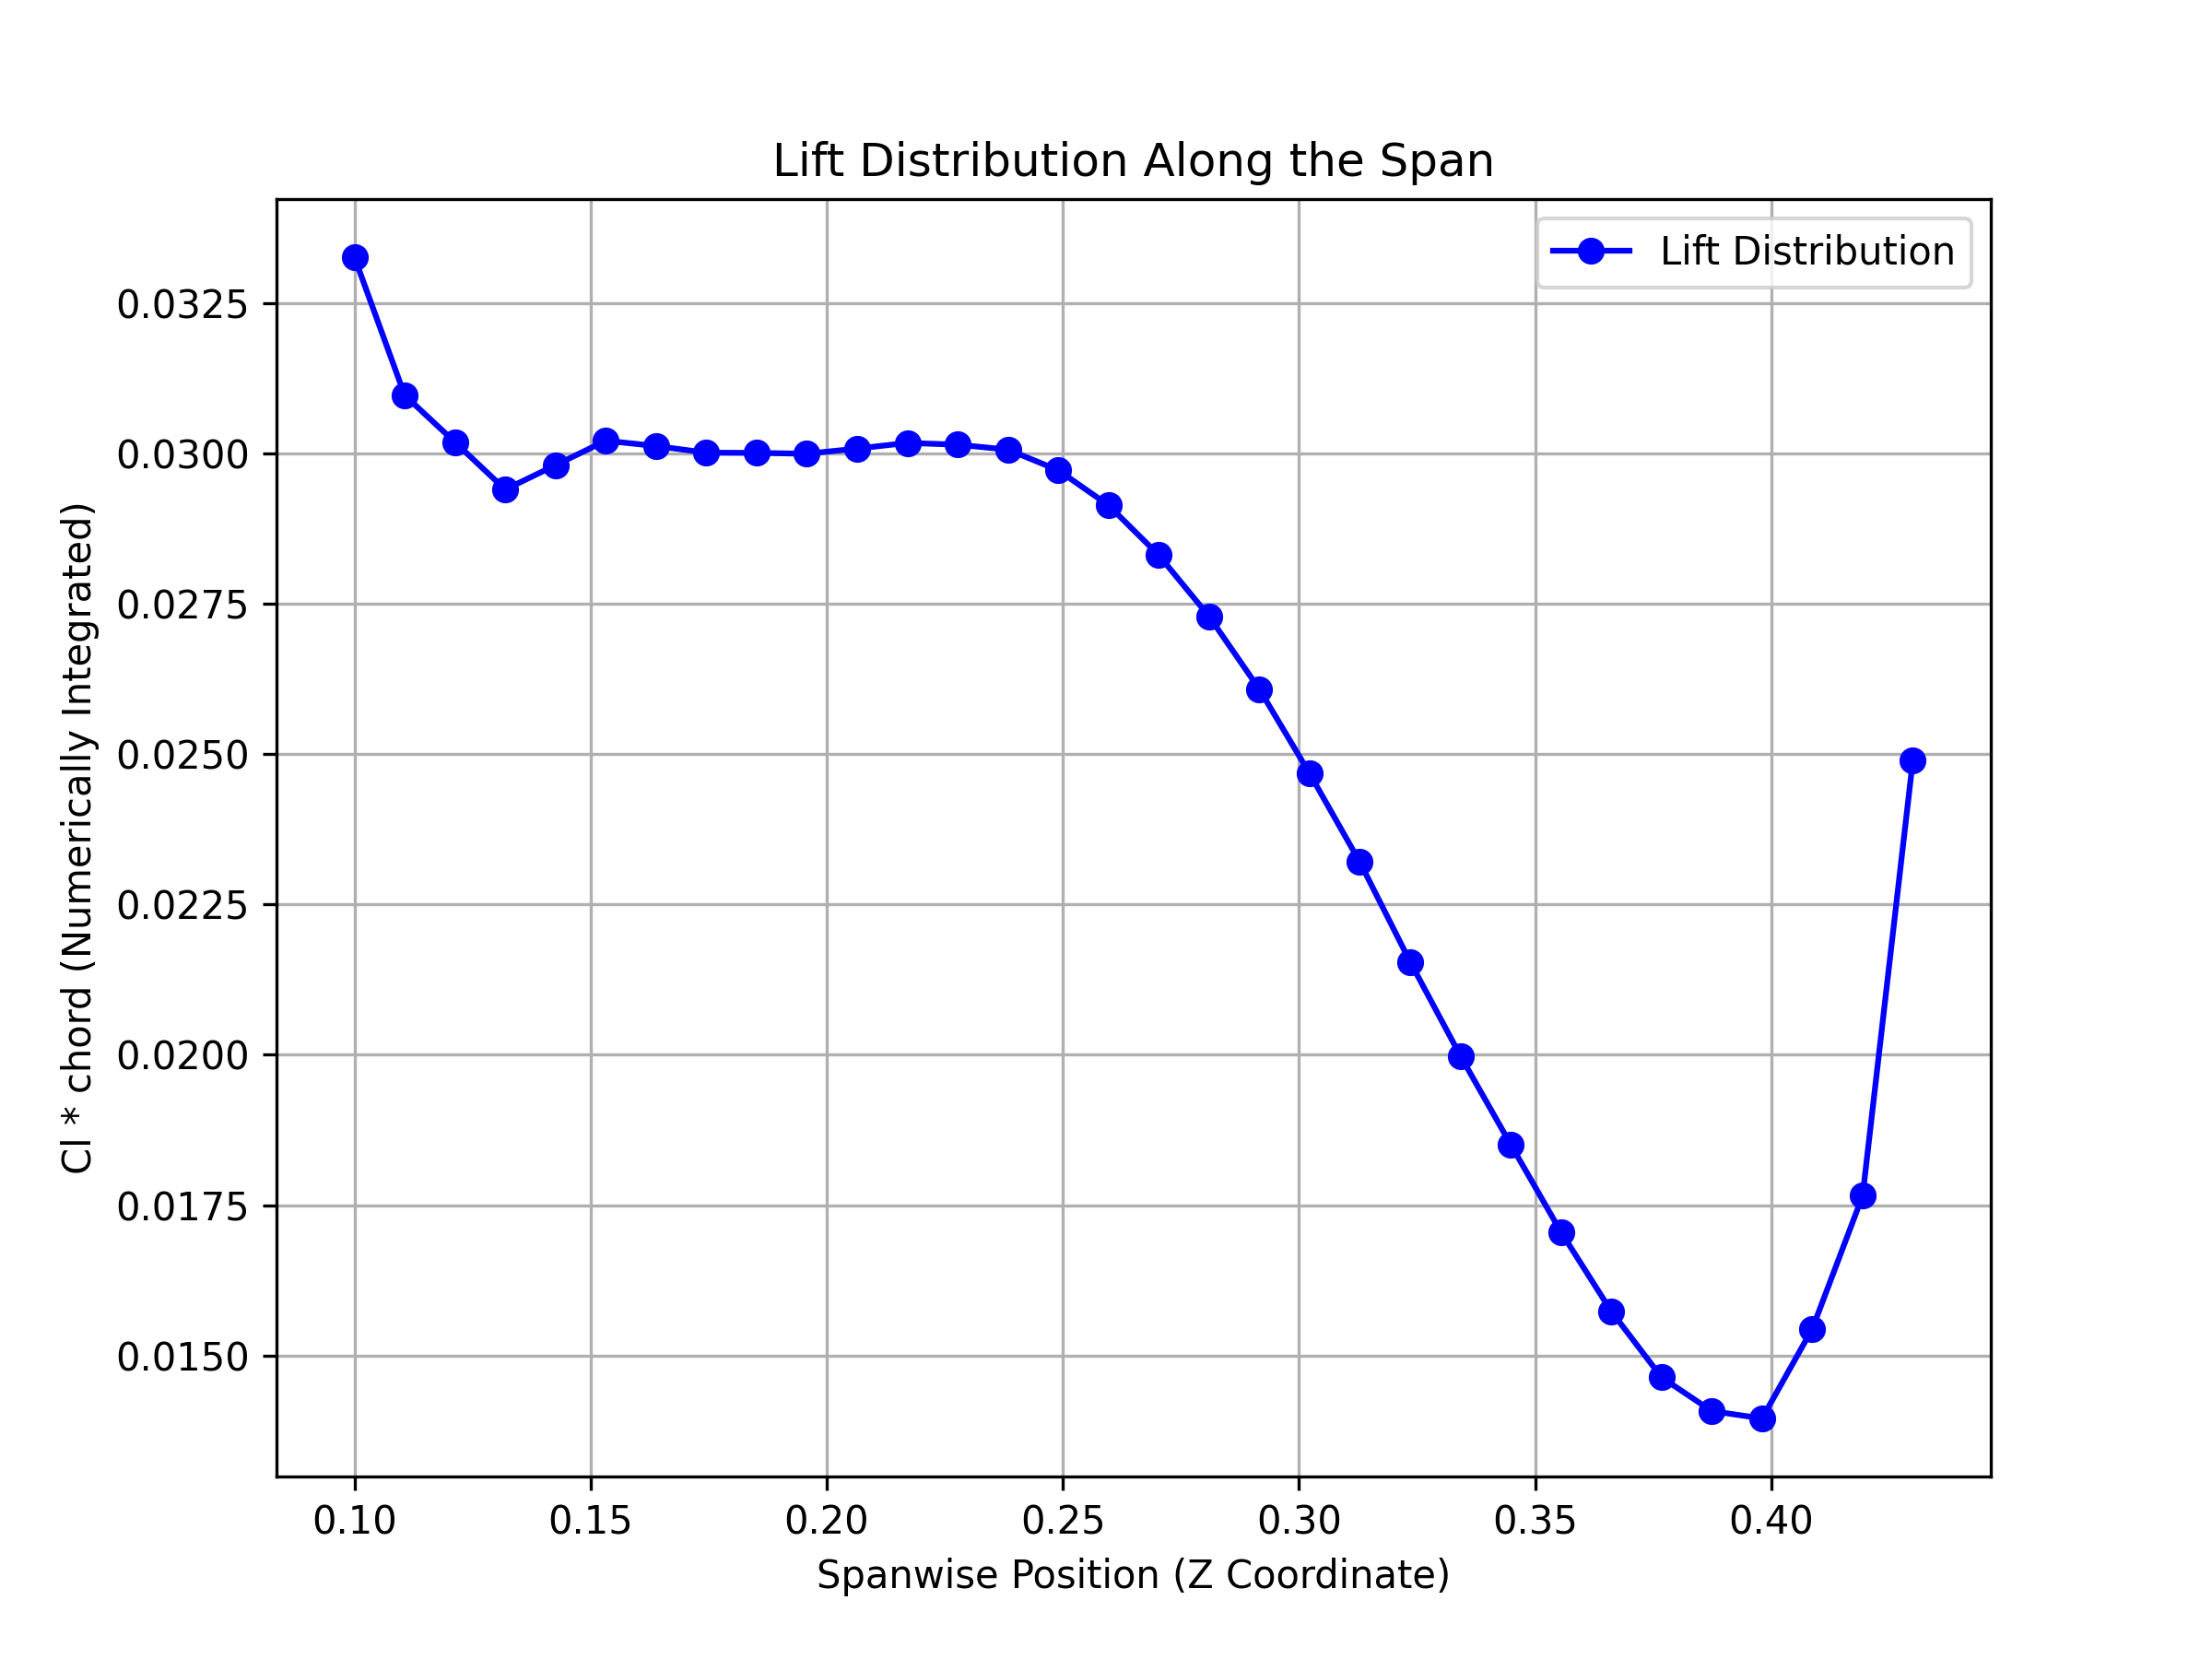 Lift Distribution Along the Span
Lift Distribution
Cl * chord (Numerically Integrated)
0.0325
0.0300
0.0275
0.0250
0.0225
0.0200
0.0175
0.0150
0.10 0.15 0.20 0.25 0.30 0.35 0.40
Spanwise Position (Z Coordinate)